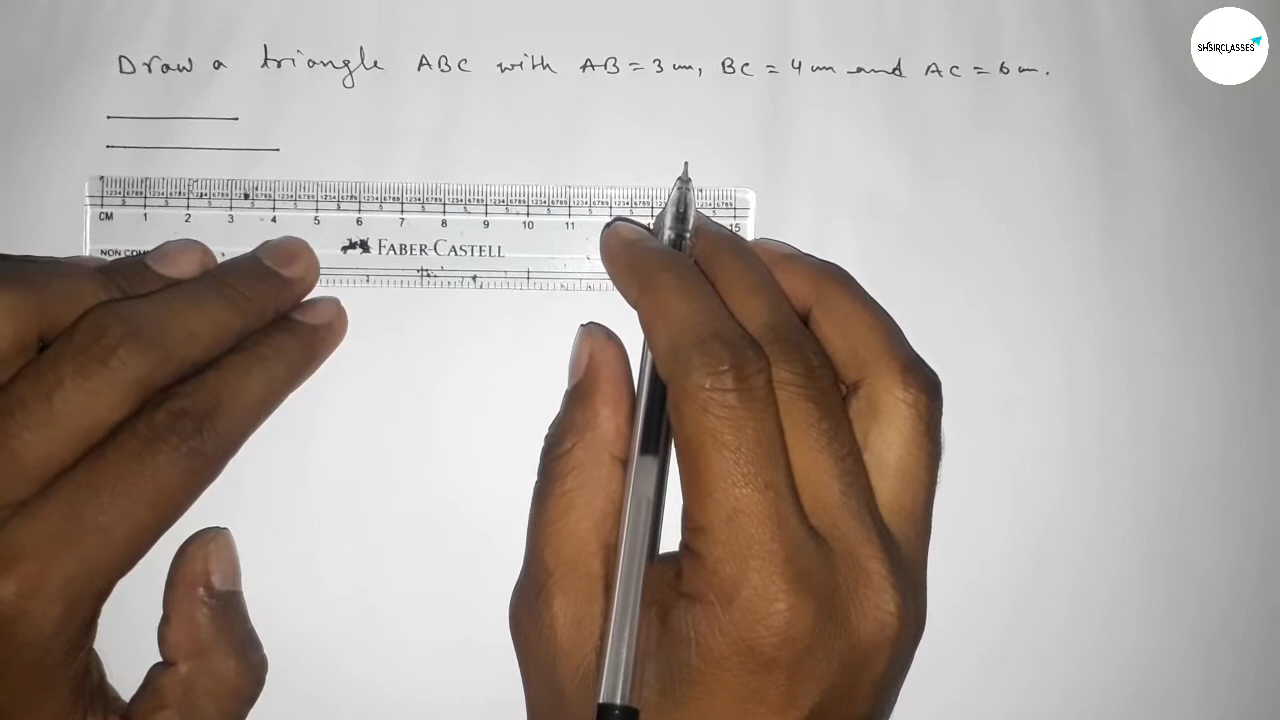 Draw a triangle ABC with AB = 3 cm, BC = 4 cm and AC = 6 cm.
SHSIRCLASSES
CM 1 2 3 4 5 6 7 8 9 10 11 15
FABER-CASTELL
NON